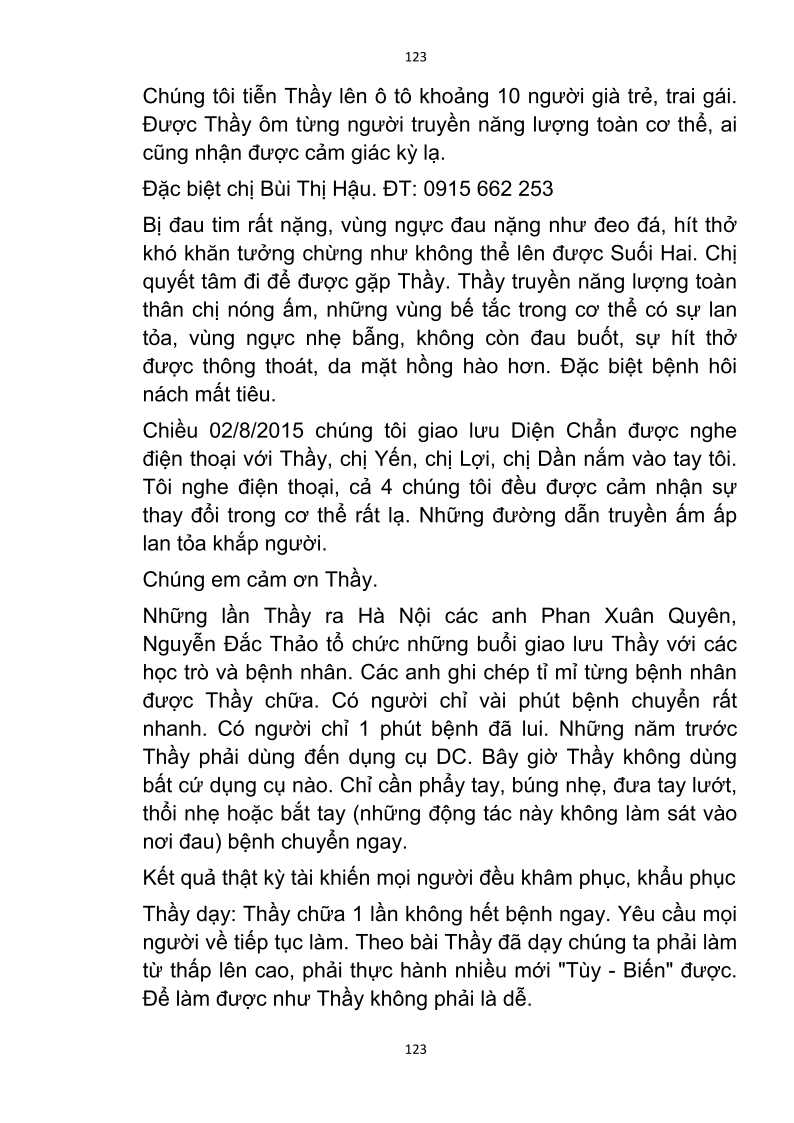 123
Chúng tôi tiễn Thầy lên ô tô khoảng 10 người già trẻ, trai gái.
Được Thầy ôm từng người truyền năng lượng toàn cơ thể, ai
cũng nhận được cảm giác kỳ lạ.
Đặc biệt chị Bùi Thị Hậu. ĐT: 0915 662 253
Bị đau tim rất nặng, vùng ngực đau nặng như đeo đá, hít thở
khó khăn tưởng chừng như không thể lên được Suối Hai. Chị
quyết tâm đi để được gặp Thầy. Thầy truyền năng lượng toàn
thân chị nóng ấm, những vùng bế tắc trong cơ thể có sự lan
tỏa, vùng ngực nhẹ bẫng, không còn đau buốt, sự hít thở
được thông thoát, da mặt hồng hào hơn. Đặc biệt bệnh hôi
nách mất tiêu.
Chiều 02/8/2015 chúng tôi giao lưu Diện Chẩn được nghe
điện thoại với Thầy, chị Yến, chị Lợi, chị Dần nắm vào tay tôi.
Tôi nghe điện thoại, cả 4 chúng tôi đều được cảm nhận sự
thay đổi trong cơ thể rất lạ. Những đường dẫn truyền ấm áp
lan tỏa khắp người.
Chúng em cảm ơn Thầy.
Những lần Thầy ra Hà Nội các anh Phan Xuân Quyên,
Nguyễn Đắc Thảo tổ chức những buổi giao lưu Thầy với các
học trò và bệnh nhân. Các anh ghi chép tỉ mỉ từng bệnh nhân
được Thầy chữa. Có người chỉ vài phút bệnh chuyển rất
nhanh. Có người chỉ 1 phút bệnh đã lui. Những năm trước
Thầy phải dùng đến dụng cụ DC. Bây giờ Thầy không dùng
bất cứ dụng cụ nào. Chỉ cần phẩy tay, búng nhẹ, đưa tay lướt,
thổi nhẹ hoặc bắt tay (những động tác này không làm sát vào
nơi đau) bệnh chuyển ngay.
Kết quả thật kỳ tài khiến mọi người đều khâm phục, khẩu phục
Thầy dạy: Thầy chữa 1 lần không hết bệnh ngay. Yêu cầu mọi
người về tiếp tục làm. Theo bài Thầy đã dạy chúng ta phải làm
từ thấp lên cao, phải thực hành nhiều mới "Tùy - Biến" được.
Để làm được như Thầy không phải là dễ.
123